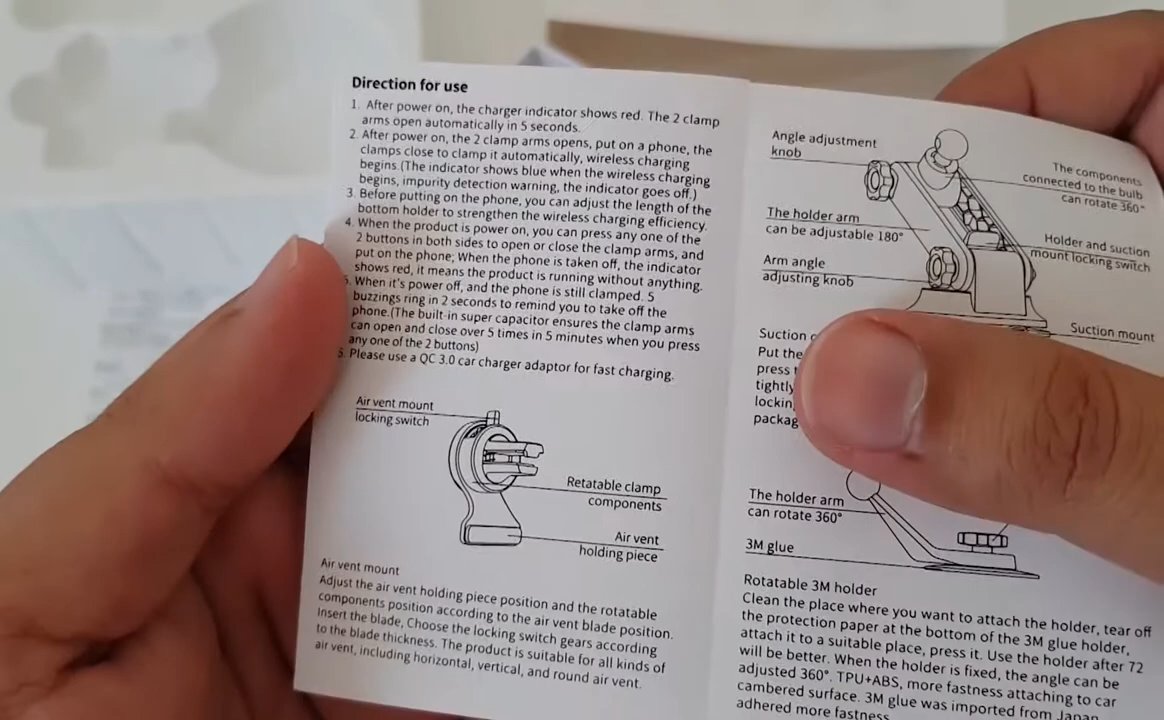 Direction for use
1. After power on, the charger indicator shows red. The 2 clamp
arms open automatically in 5 seconds.
2. After power on, the 2 clamp arms opens, put on a phone, the
clamps close to clamp it automatically, wireless charging
begins.(The indicator shows blue when the wireless charging
begins, impurity detection warning, the indicator goes off.)
3. Before putting on the phone, you can adjust the length of the
bottom holder to strengthen the wireless charging efficiency.
4. When the product is power on, you can press any one of the
2 buttons in both sides to open or close the clamp arms, and
put on the phone; When the phone is taken off, the indicator
shows red, it means the product is running without anything.
5. When it's power off, and the phone is still clamped. 5
buzzings ring in 2 seconds to remind you to take off the
phone.(The built-in super capacitor ensures the clamp arms
can open and close over 5 times in 5 minutes when you press
any one of the 2 buttons)
6. Please use a QC 3.0 car charger adaptor for fast charging.
Air vent mount
locking switch
Retatable clamp
components
Air vent
holding piece
Air vent mount
Adjust the air vent holding piece position and the rotatable
components position according to the air vent blade position.
Insert the blade, Choose the locking switch gears according
to the blade thickness. The product is suitable for all kinds of
air vent, including horizontal, vertical, and round air vent.
Angle adjustment
knob
The components
connected to the bulb
can rotate 360°
The holder arm
can be adjustable 180°
Holder and suction
mount locking switch
Arm angle
adjusting knob
Suction mount
Suction
Put the
press
tightly
The holder arm
can rotate 360°
3M glue
Rotatable 3M holder
Clean the place where you want to attach the holder, tear off
the protection paper at the bottom of the 3M glue holder,
attach it to a suitable place, press it. Use the holder after 72
will be better. When the holder is fixed, the angle can be
adjusted 360°. TPU+ABS, more fastness attaching to car
cambered surface. 3M glue was imported from Japan
adhered more fastness